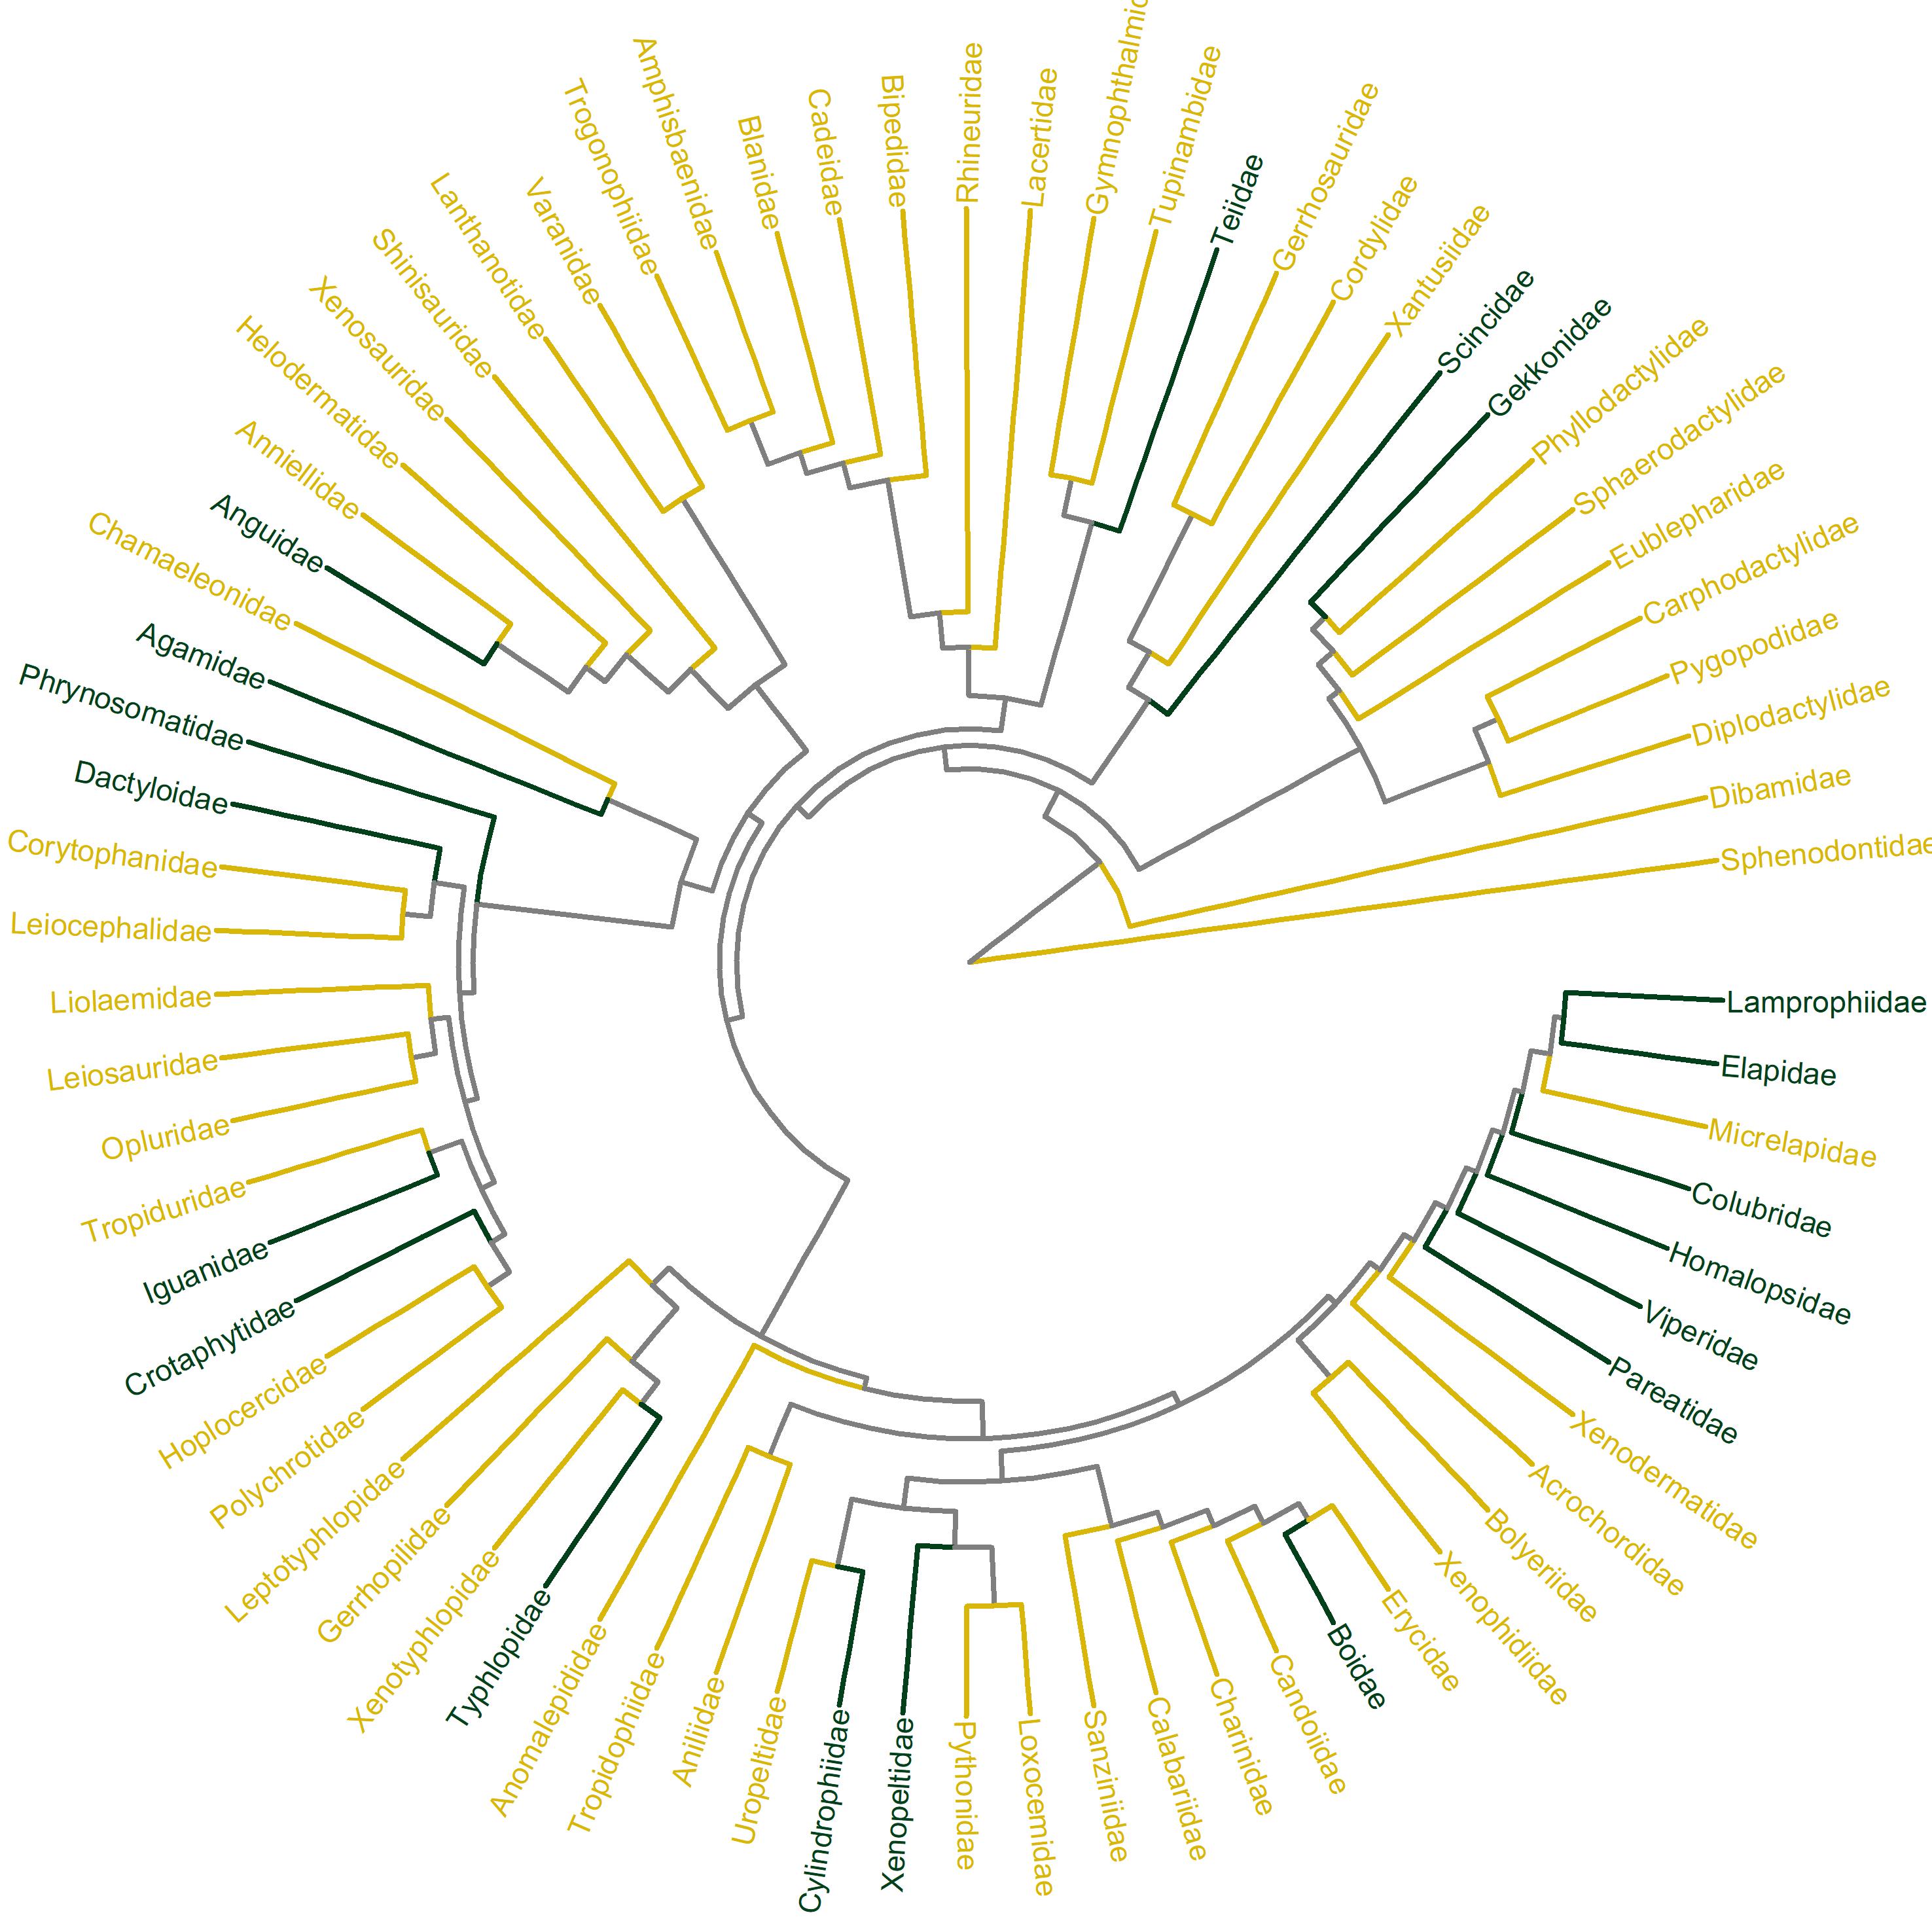 Amphisbaenidae
Trogonophiidae
Blanidae
Cadeidae
Bipedidae
Rhineuridae
Lacertidae
Gymnophthalmi
Tupinambidae
Teiidae
Gerrhosauridae
Cordylidae
Xantusiidae
Scincidae
Gekkonidae
Phyllodactylidae
Sphaerodactylidae
Eublepharidae
Carphodactylidae
Pygopodidae
Diplodactylidae
Dibamidae
Sphenodontidae
Lamprophiidae
Elapidae
Micrelapidae
Colubridae
Homalopsidae
Viperidae
Pareatidae
Xenodermatidae
Acrochordidae
Bolyeriidae
Xenophidiidae
Erycidae
Boidae
Candoiidae
Charinidae
Calabariidae
Sanziniidae
Loxocemidae
Pythonidae
Xenopeltidae
Cylindrophiidae
Uropeltidae
Aniliidae
Tropidophiidae
Anomalepididae
Typhlopidae
Xenotyphlopidae
Gerrhopilidae
Leptotyphlopidae
Polychrotidae
Hoplocercidae
Crotaphytidae
Iguanidae
Tropiduridae
Opluridae
Leiosauridae
Liolaemidae
Leiocephalidae
Corytophanidae
Dactyloidae
Phrynosomatidae
Agamidae
Chamaeleonidae
Anguidae
Anniellidae
Helodermatidae
Xenosauridae
Shinisauridae
Lanthanotidae
Varanidae